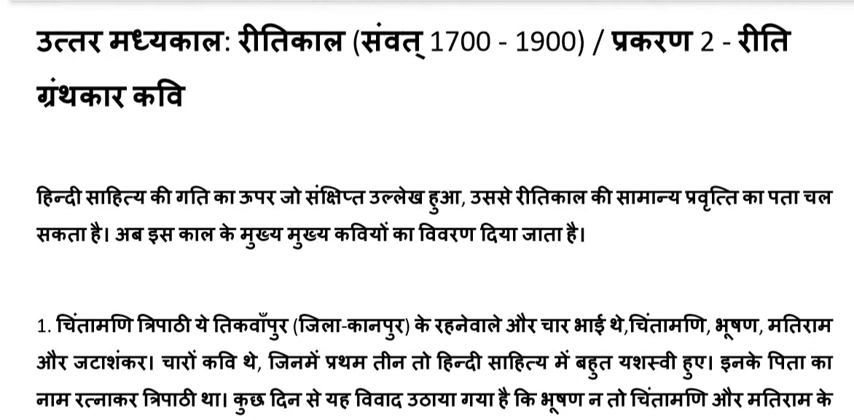 उत्तर मध्यकाल: रीतिकाल (संवत् 1700 - 1900) / प्रकरण 2 - रीति
ग्रंथकार कवि
हिन्दी साहित्य की गति का ऊपर जो संक्षिप्त उल्लेख हुआ, उससे रीतिकाल की सामान्य प्रवृत्ति का पता चल
सकता है। अब इस काल के मुख्य मुख्य कवियों का विवरण दिया जाता है।
1. चिंतामणि त्रिपाठी ये तिकवाँपुर (जिला-कानपुर) के रहनेवाले और चार भाई थे,चिंतामणि, भूषण, मतिराम
और जटाशंकर। चारों कवि थे, जिनमें प्रथम तीन तो हिन्दी साहित्य में बहुत यशस्वी हुए। इनके पिता का
नाम रत्नाकर त्रिपाठी था। कुछ दिन से यह विवाद उठाया गया है कि भूषण न तो चिंतामणि और मतिराम के